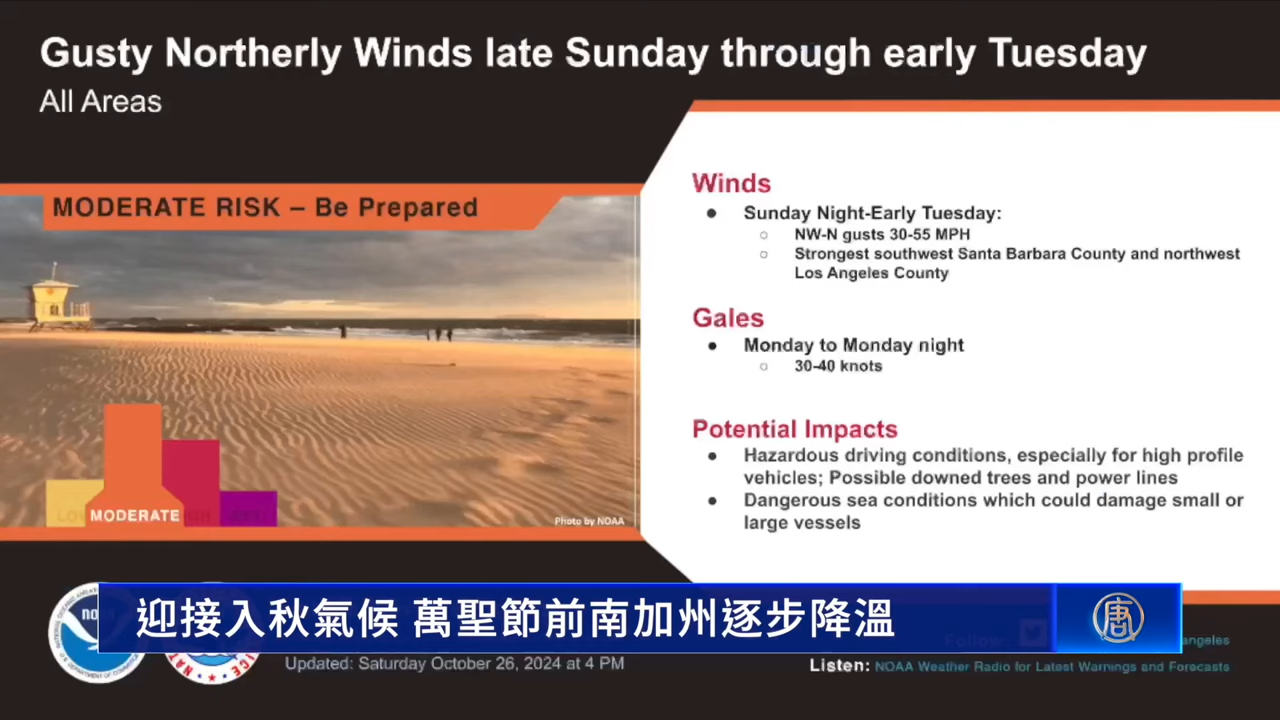 Gusty Northerly Winds late Sunday through early Tuesday
All Areas
MODERATE RISK – Be Prepared
Winds
Sunday Night-Early Tuesday:
NW-N gusts 30-55 MPH
Strongest southwest Santa Barbara County and northwest
Los Angeles County
Gales
Monday to Monday night
30-40 knots
Potential Impacts
Hazardous driving conditions, especially for high profile
vehicles; Possible downed trees and power lines
Dangerous sea conditions which could damage small or
large vessels
MODERATE
Photo by NOAA
迎接入秋氣候 萬聖節前南加州逐步降溫
唐
Follow:
Updated: Saturday October 26, 2024 at 4 PM
Listen: NOAA Weather Radio for Latest Warnings and Forecasts